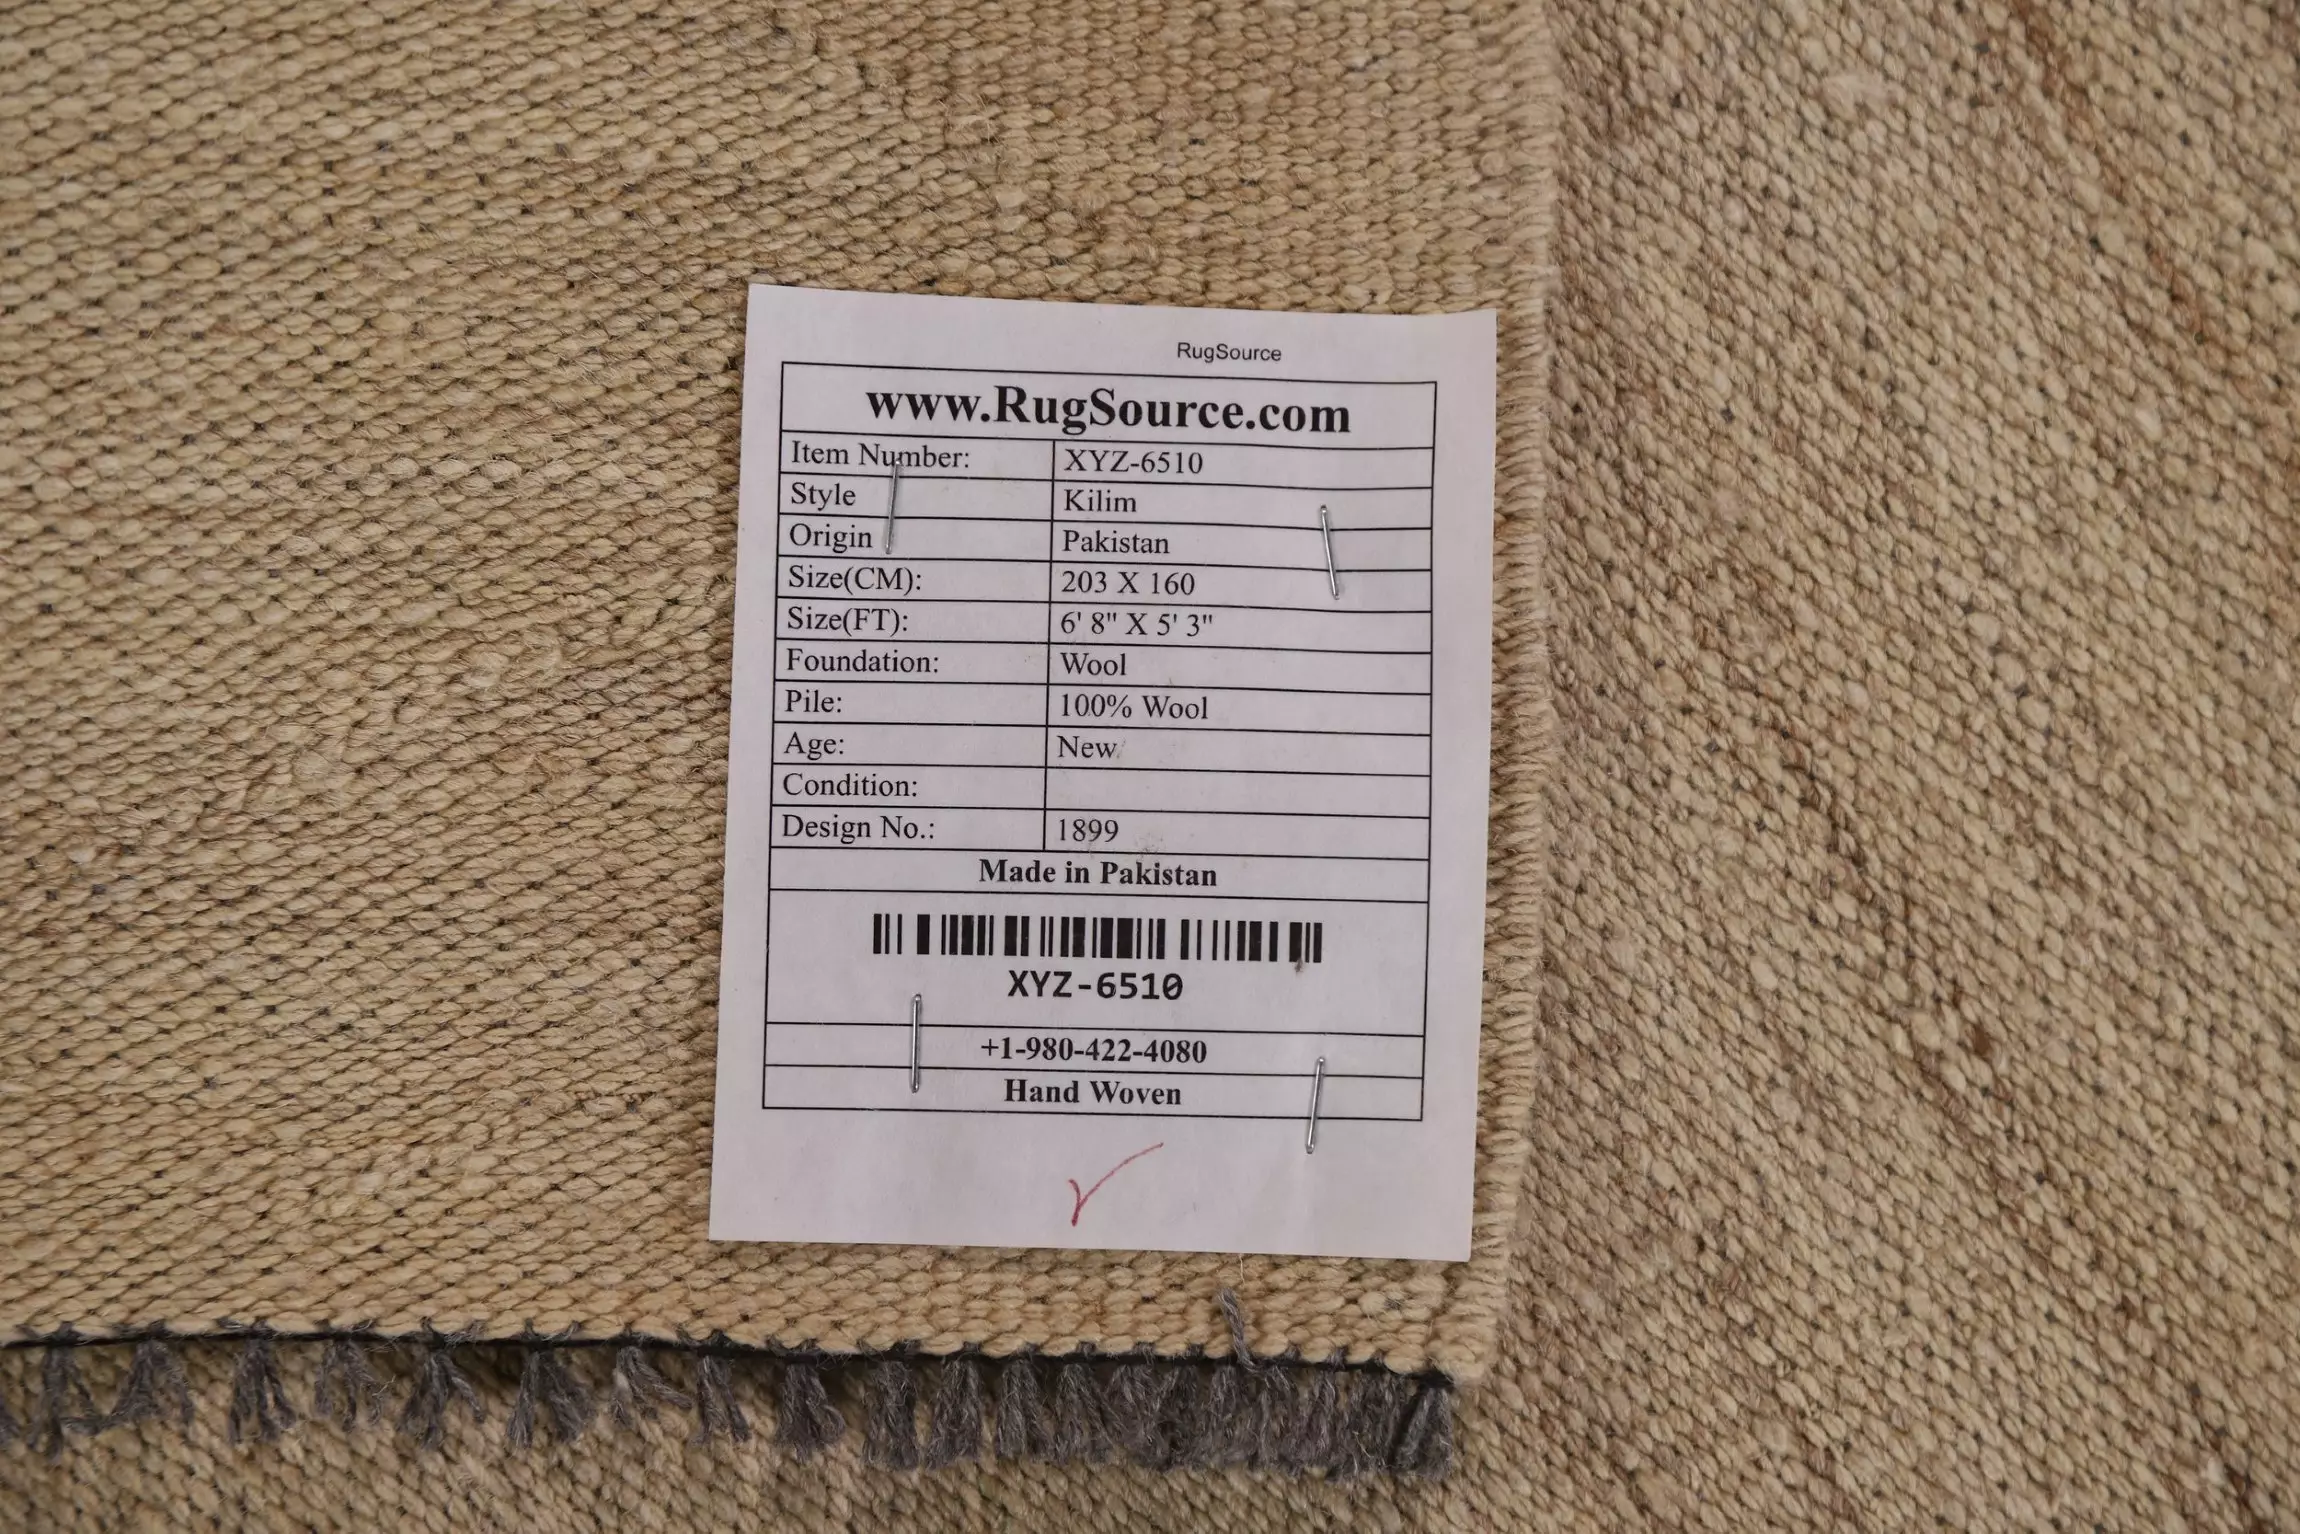 RugSource
www.RugSource.com
Item Number: XYZ-6510
Style Kilim
Origin Pakistan
Size(CM): 203 X 160
Size(FT): 6' 8" X 5' 3"
Foundation: Wool
Pile: 100% Wool
Age: New
Condition:
Design No.: 1899
Made in Pakistan
XYZ-6510
+1-980-422-4080
Hand Woven